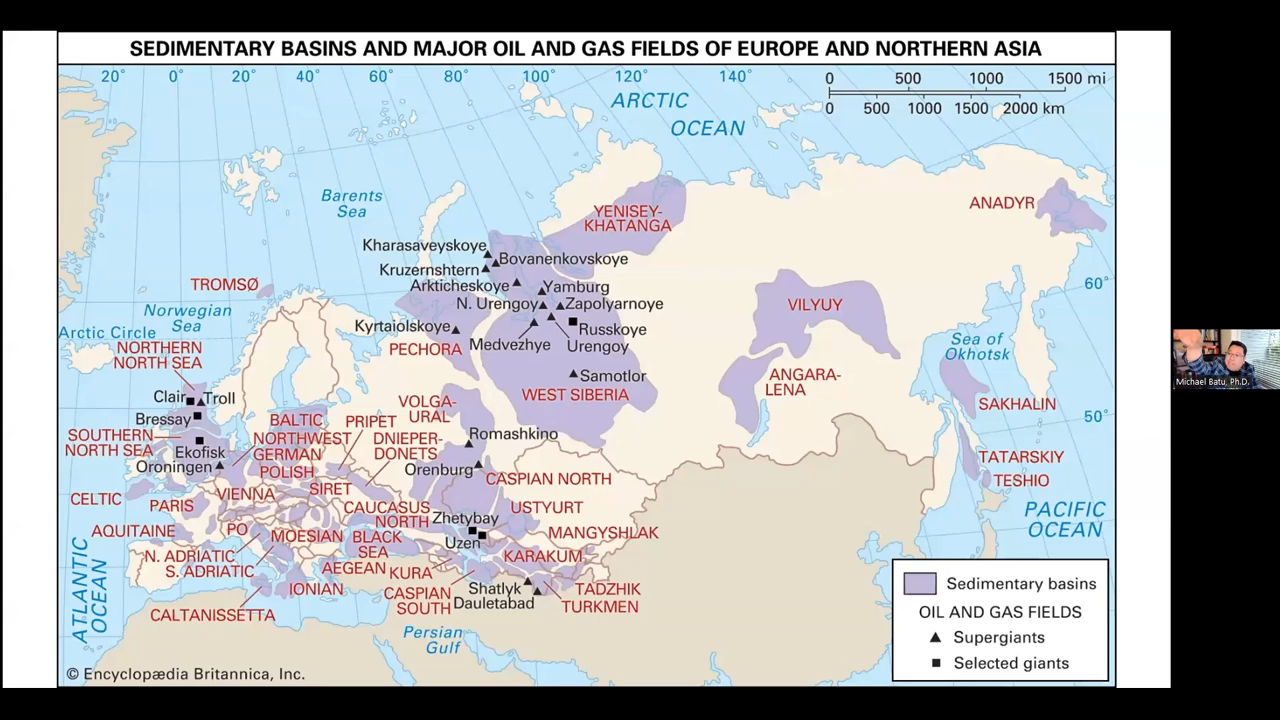 SEDIMENTARY BASINS AND MAJOR OIL AND GAS FIELDS OF EUROPE AND NORTHERN ASIA
20° 0° 20° 40° 60° 80° 100° 120° 140°
0 500 1000 1500 mi
0 500 1000 1500 2000 km
ARCTIC
OCEAN
Barents
Sea
YENISEY-
KHATANGA
ANADYR
Kharasaveyskoye
Bovanenkovskoye
Kruzernshtern
Arkticheskoye
Yamburg
N. Urengoy
Zapolyarnoye
Kyrtaiolskoye
Russkoye
Medvezhye
Urengoy
PECHORA
Samotlor
WEST SIBERIA
VILYUY
ANGARA-
LENA
60°
50°
Sea of
Okhotsk
SAKHALIN
TATARSKIY
TESHIO
PACIFIC
OCEAN
TROMSØ
Norwegian
Sea
Arctic Circle
NORTHERN
NORTH SEA
Clair
Troll
Bressay
SOUTHERN
NORTH SEA
Ekofisk
Oroningen
BALTIC
NORTHWEST
GERMAN
POLISH
PRIPET
VOLGA-
URAL
DNIEPER-
DONETS
Romashkino
Orenburg
CASPIAN NORTH
CELTIC
PARIS
VIENNA
SIRET
CAUCASUS
NORTH
USTYURT
Zhetybay
Uzen
MANGYSHLAK
AQUITAINE
PO
MOESIAN
BLACK
SEA
KARAKUM
N. ADRIATIC
S. ADRIATIC
AEGEAN
KURA
IONIAN
CALTANISSETTA
CASPIAN
SOUTH
Shatlyk
Dauletabad
TADZHIK
TURKMEN
ATLANTIC
OCEAN
Persian
Gulf
Sedimentary basins
OIL AND GAS FIELDS
Supergiants
Selected giants
© Encyclopædia Britannica, Inc.
Michael Batu, Ph.D.